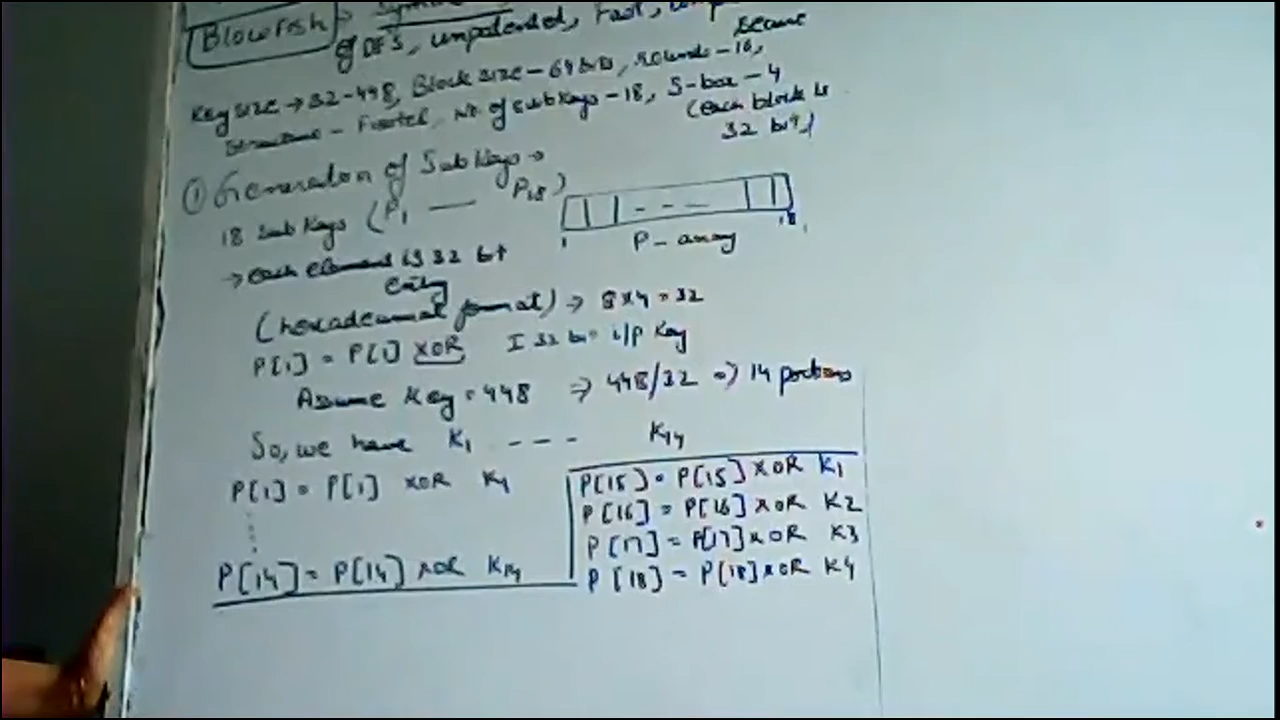 Blowfish →
of DES, unpatented, Fast,
secure
Key size → 32-448, Block size - 64 bits, rounds - 16,
Structure - Feistel, No. of subkeys - 18, S-box - 4
(each block is
32 bit)
① Generation of Sub Keys →
18 sub keys (P1 — P18)
1 18
P - array
→ each element is 32 bit
entry
(hexadecimal format) → 8 x 4 = 32
P[1] = P[1] XOR I 32 bit i/p Key
Assume Key = 448 ⇒ 448/32 ⇒ 14 portions
So, we have K1 - - - K14
P[1] = P[1] XOR K1
P[14] = P[14] XOR K14
P[15] = P[15] XOR K1
P[16] = P[16] XOR K2
P[17] = P[17] XOR K3
P[18] = P[18] XOR K4